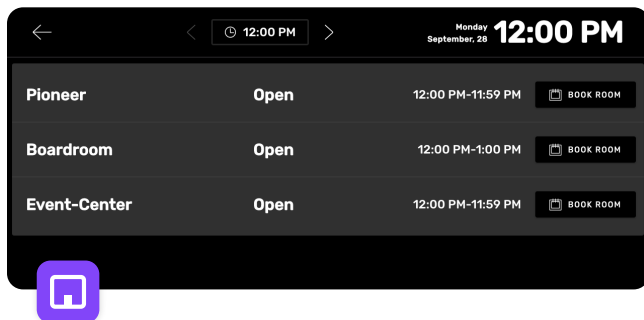 12:00 PM
Monday
September, 28
12:00 PM
Pioneer Open 12:00 PM-11:59 PM BOOK ROOM
Boardroom Open 12:00 PM-1:00 PM BOOK ROOM
Event-Center Open 12:00 PM-11:59 PM BOOK ROOM